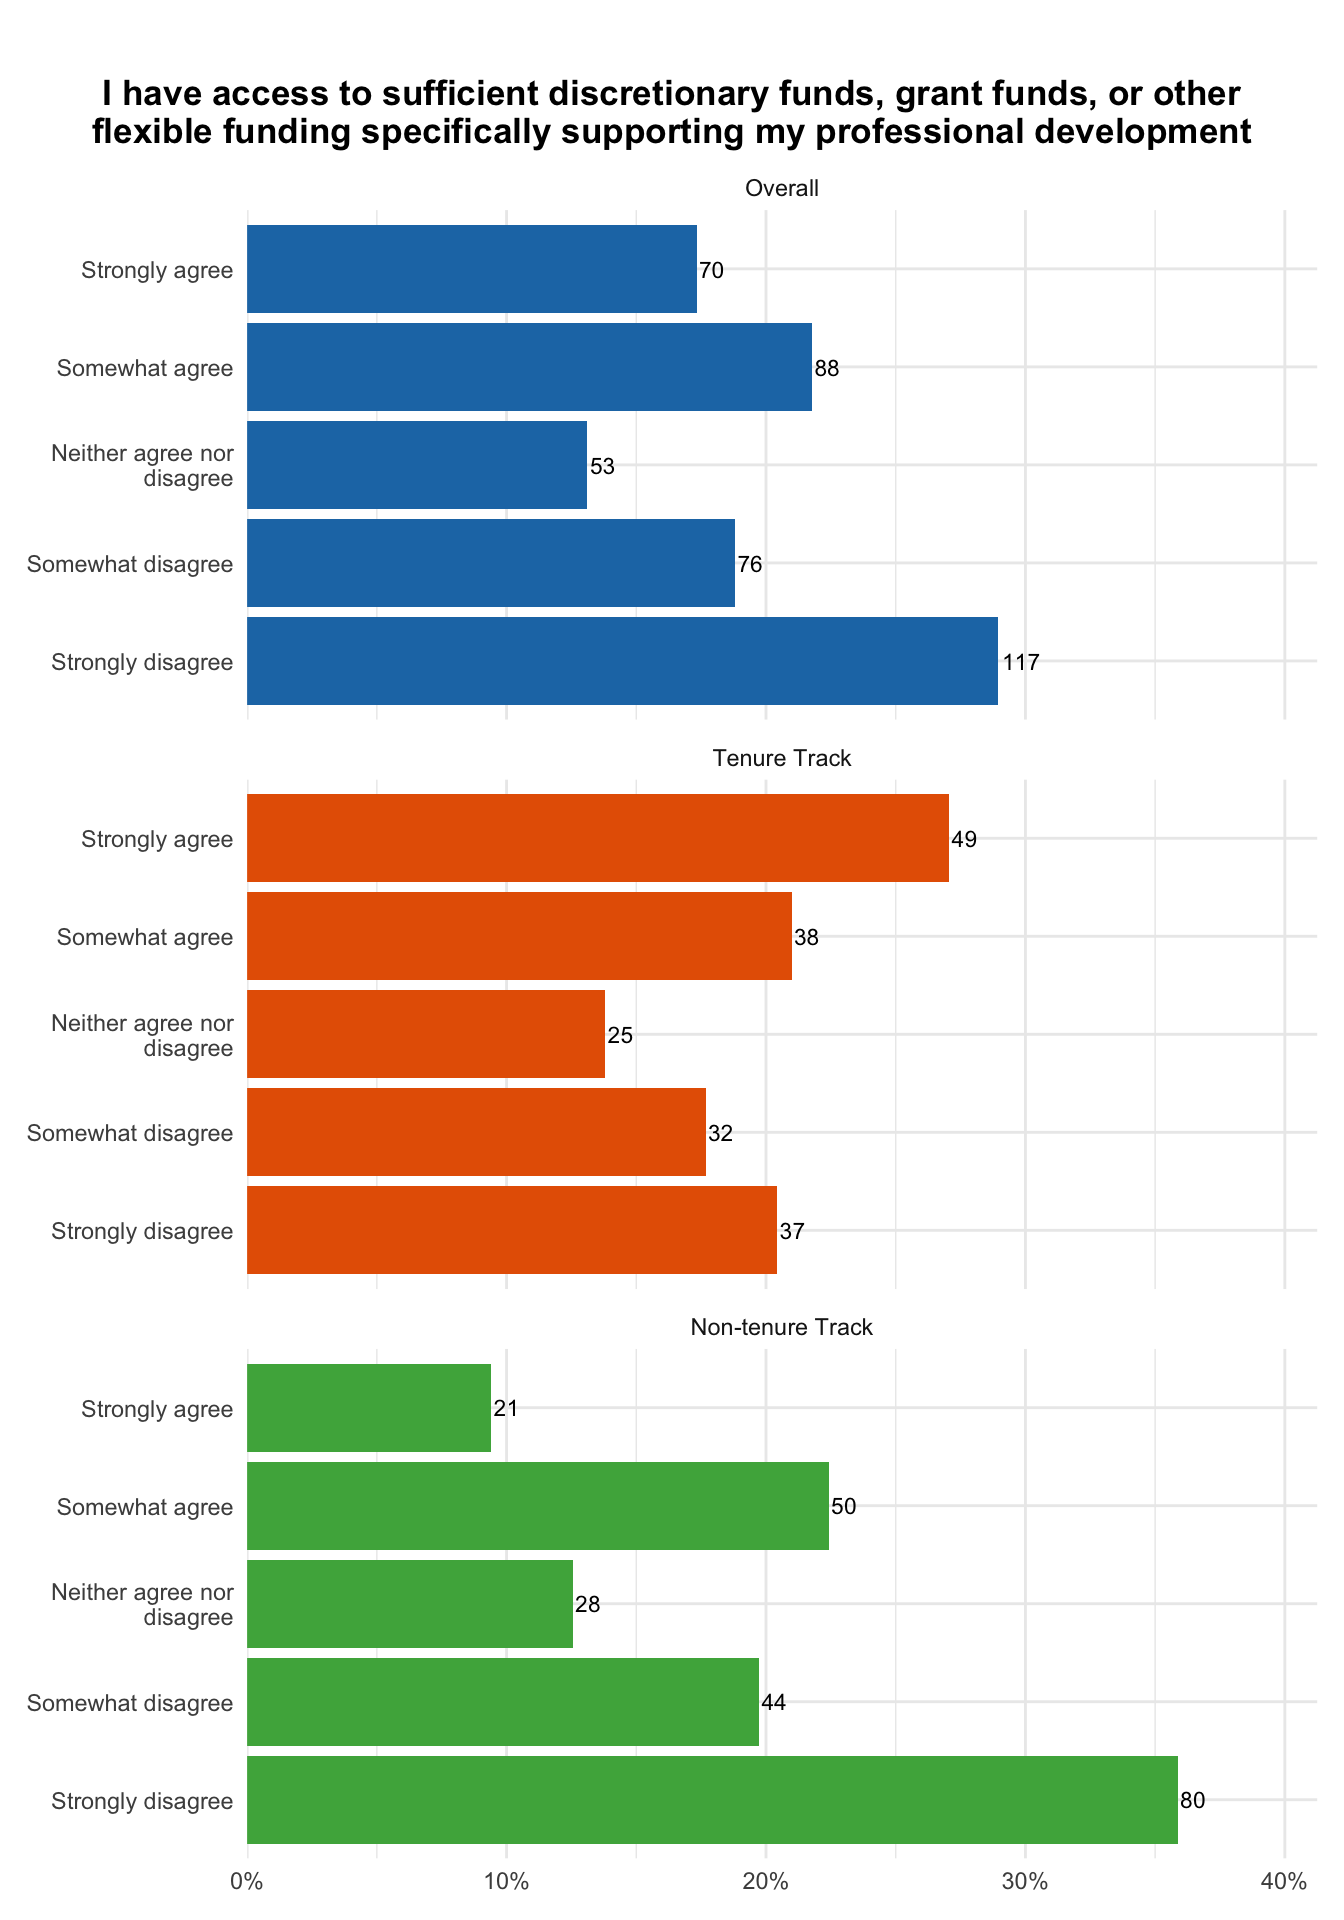 I have access to sufficient discretionary funds, grant funds, or other
flexible funding specifically supporting my professional development
Overall
Strongly agree
70
Somewhat agree
88
Neither agree nor
disagree
53
Somewhat disagree
76
Strongly disagree
117
Tenure Track
Strongly agree
49
Somewhat agree
38
Neither agree nor
disagree
25
Somewhat disagree
32
Strongly disagree
37
Non-tenure Track
Strongly agree
21
Somewhat agree
50
Neither agree nor
disagree
28
Somewhat disagree
44
Strongly disagree
80
0%
10%
20%
30%
40%